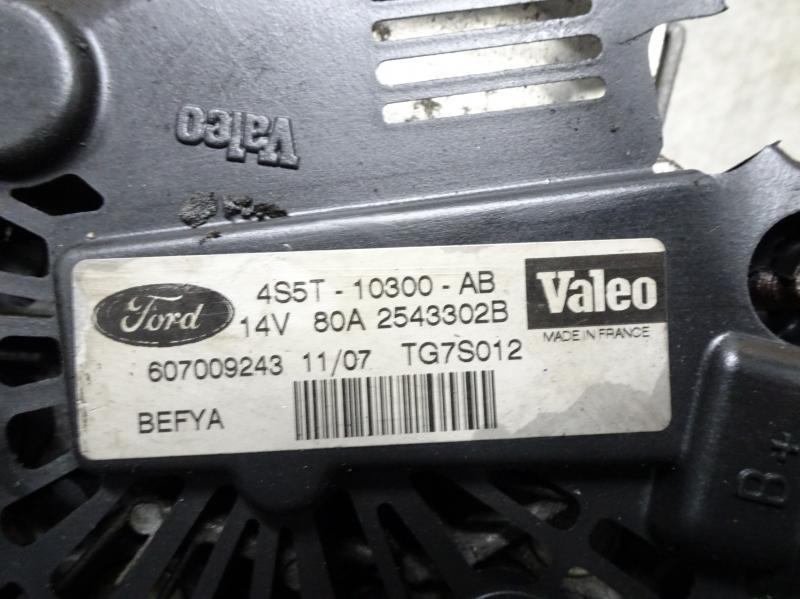 Valeo
Ford
4S5T - 10300 - AB
14V 80A 2543302B
Valeo
MADE IN FRANCE
607009243 11/07 TG7S012
BEFYA
B+